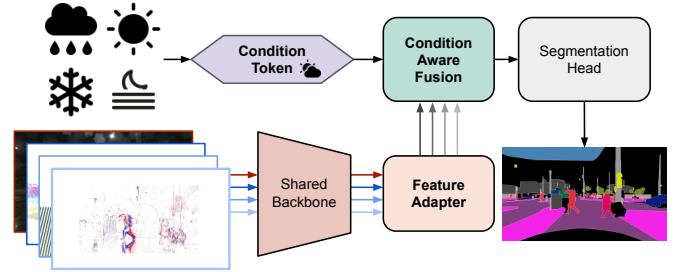 Condition
Token
Condition
Aware
Fusion
Segmentation
Head
Shared
Backbone
Feature
Adapter